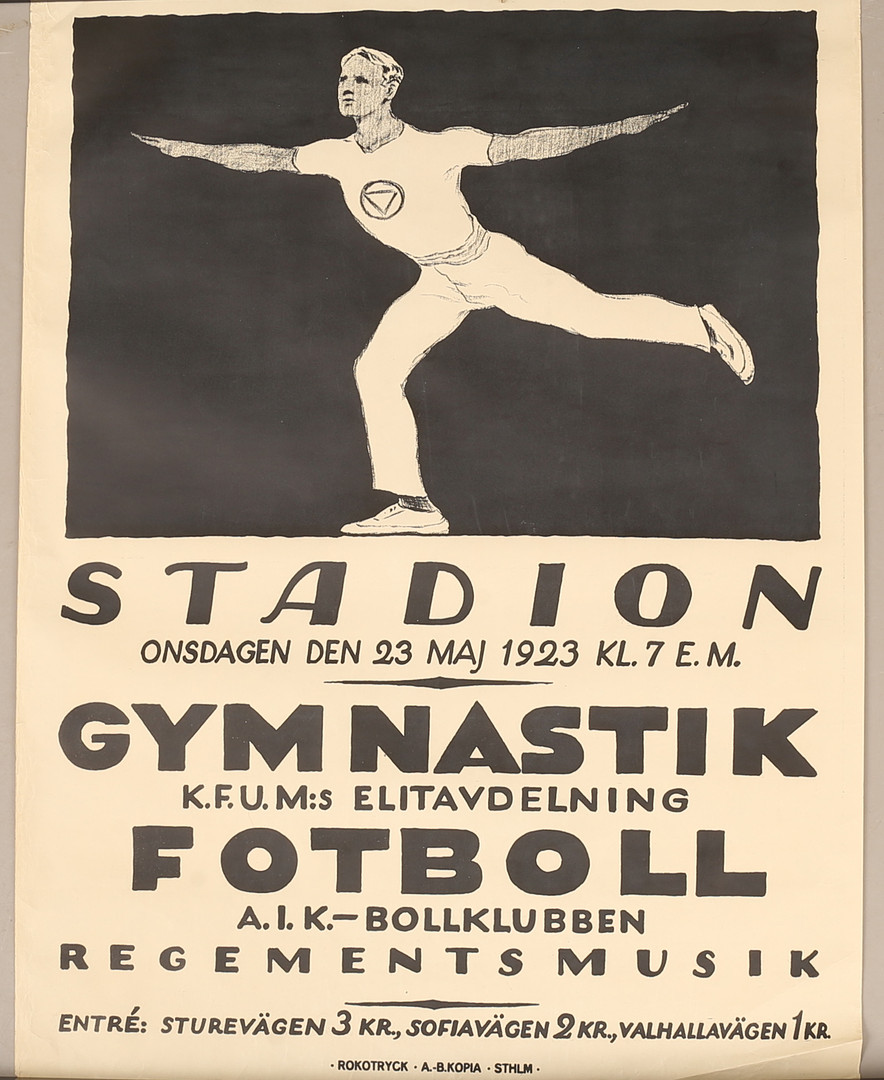 STADION
ONSDAGEN DEN 23 MAJ 1923 KL. 7 E. M.
GYMNASTIK
K.F.U.M:s ELITAVDELNING
FOTBOLL
A.I.K.—BOLLKLUBBEN
REGEMENTSMUSIK
ENTRÉ: STUREVÄGEN 3 KR., SOFIAVÄGEN 2 KR., VALHALLAVÄGEN 1 KR.
· ROKOTRYCK · A.-B.KOPIA · STHLM ·